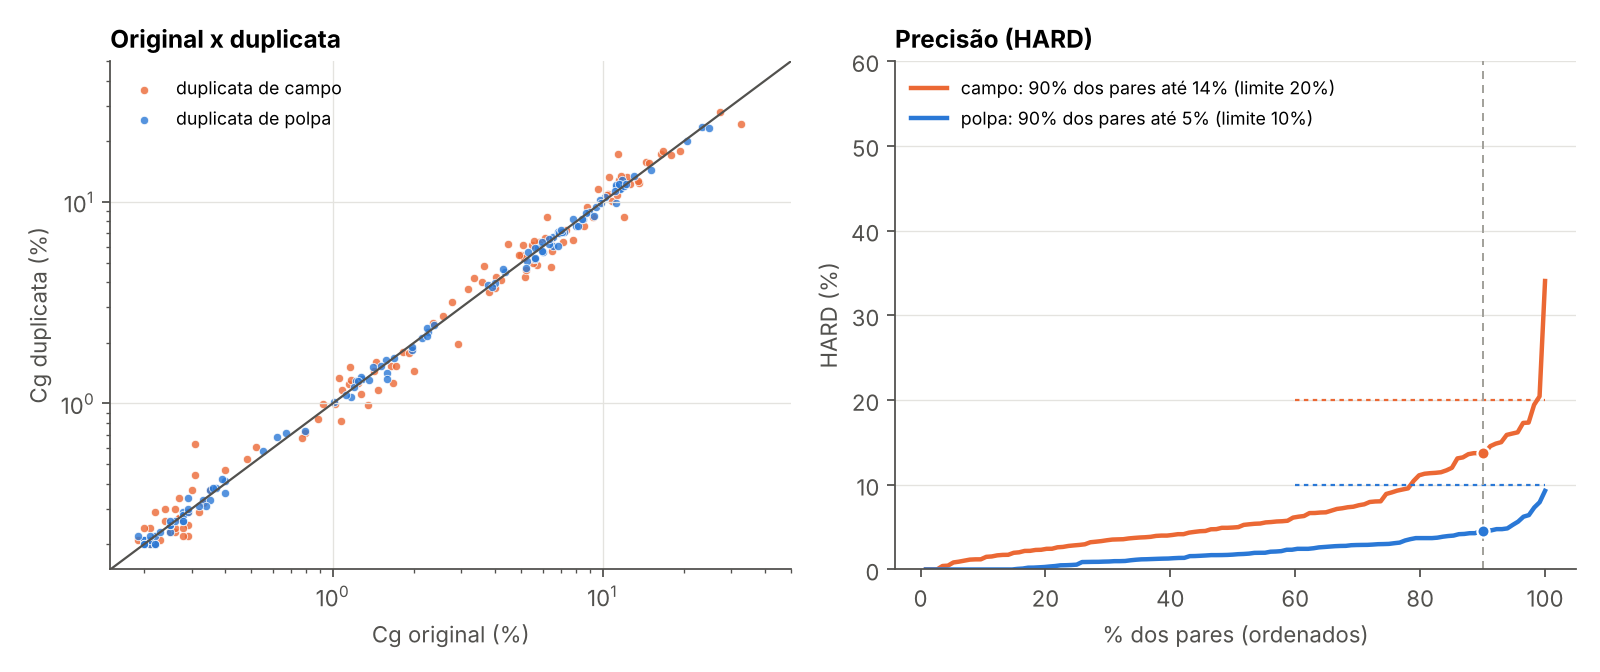 Original x duplicata
duplicata de campo
duplicata de polpa
Cg duplicata (%)
10¹
10⁰
10⁰
10¹
Cg original (%)
Precisão (HARD)
campo: 90% dos pares até 14% (limite 20%)
polpa: 90% dos pares até 5% (limite 10%)
HARD (%)
60
50
40
30
20
10
0
0
20
40
60
80
100
% dos pares (ordenados)